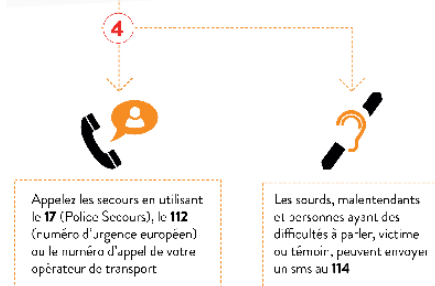 4
Appelez les secours en utilisant
le 17 (Police Secours), le 112
(numéro d'urgence européen)
ou le numéro d'appel de votre
opérateur de transport
Les sourds, malentendants
et personnes ayant des
difficultés à parler, victime
ou témoin, peuvent envoyer
un sms au 114